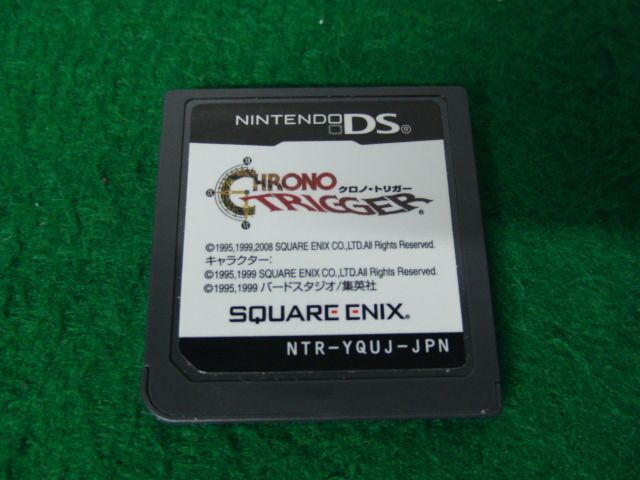 NINTENDO DS®
CHRONO
クロノ・トリガー
TRIGGER®
©1995,1999,2008 SQUARE ENIX CO.,LTD.All Rights Reserved.
キャラクター:
©1995,1999 SQUARE ENIX CO.,LTD.All Rights Reserved.
©1995,1999 バードスタジオ/集英社
SQUARE ENIX®
NTR-YQUJ-JPN